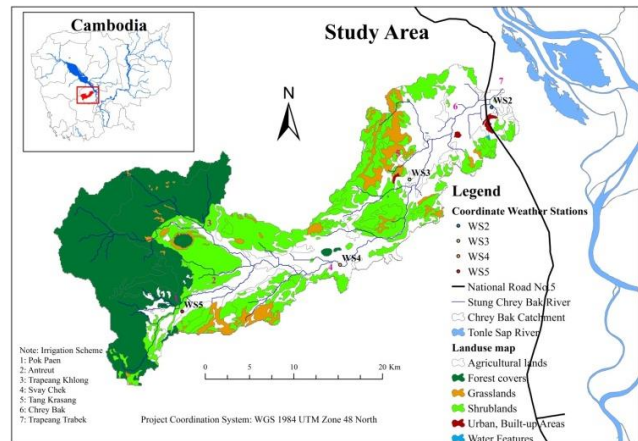 Cambodia
Study Area
N
7
6
WS2
5
WS3
Legend
Coordinate Weather Stations
WS2
WS3
WS4
WS5
National Road No.5
Stung Chrey Bak River
Chrey Bak Catchment
Tonle Sap River
Landuse map
Agricultural lands
Forest covers
Grasslands
Shrublands
Urban, Built-up Areas
Water Features
WS4
4
2
WS5
Note: Irrigation Scheme
1: Pok Paen
2: Antreut
3: Trapeang Khlong
4: Svay Chek
5: Tang Krasang
6: Chrey Bak
7: Trapeang Trabek
0 5 10 20 Km
Project Coordination System: WGS 1984 UTM Zone 48 North